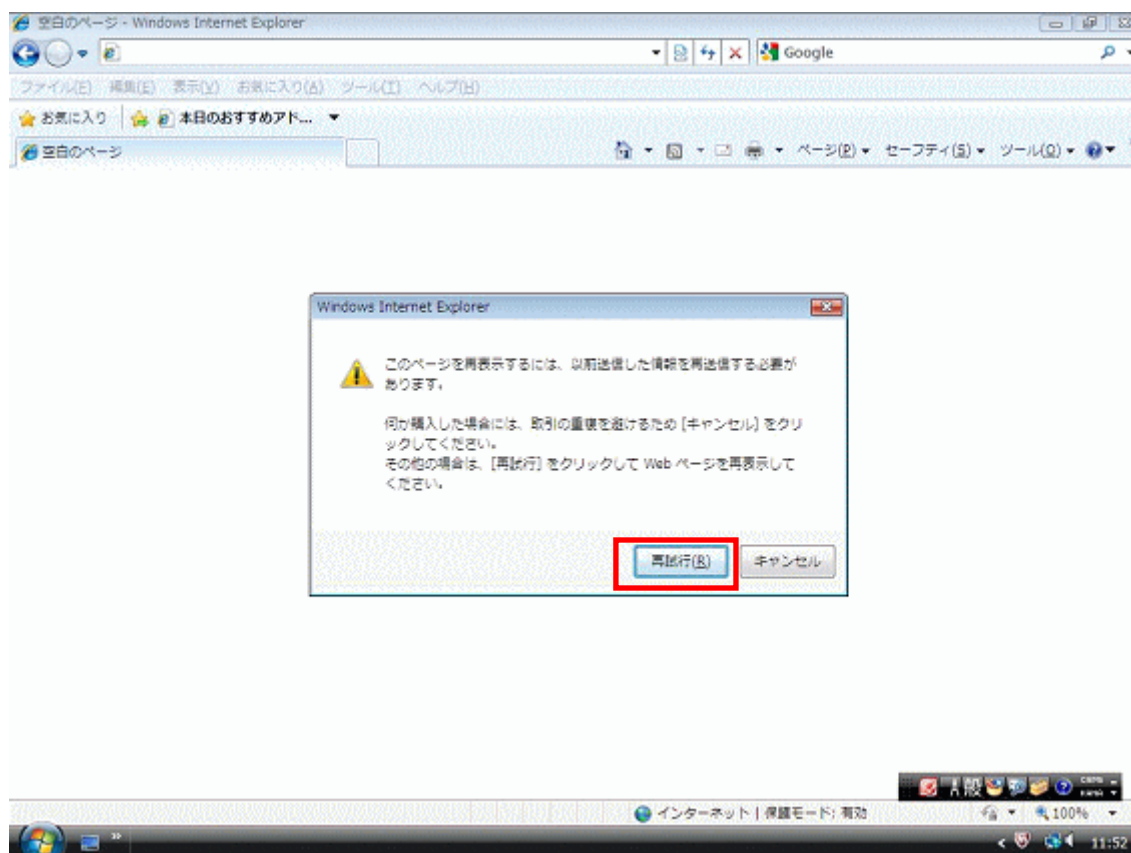 空白のページ - Windows Internet Explorer
Google
ファイル(F) 編集(E) 表示(V) お気に入り(A) ツール(T) ヘルプ(H)
お気に入り 本日のおすすめアド...
空白のページ
ページ(P) セーフティ(S) ツール(O)
Windows Internet Explorer
このページを再表示するには、以前送信した情報を再送信する必要が
あります。
何か購入した場合には、取引の重複を避けるため [キャンセル] をクリ
ックしてください。
その他の場合は、[再試行] をクリックして Web ページを再表示して
ください。
再試行(R) キャンセル
A 般 CAPS
KANA
インターネット | 保護モード: 有効 100%
11:52